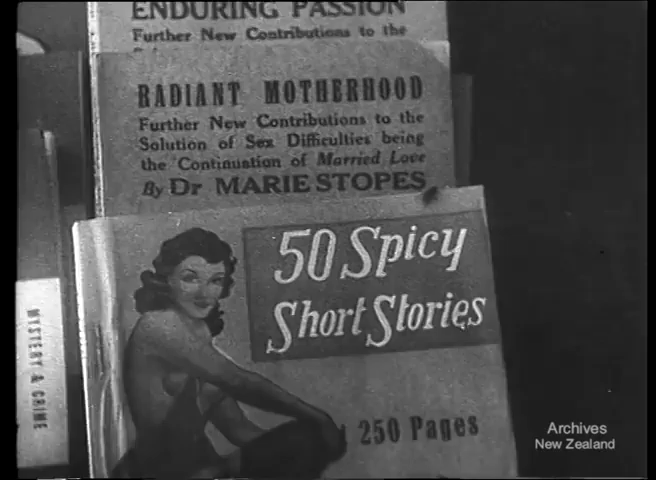 ENDURING PASSION
Further New Contributions to the
RADIANT MOTHERHOOD
Further New Contributions to the
Solution of Sex Difficulties being
the Continuation of Married Love
By Dr MARIE STOPES
50 Spicy
Short Stories
250 Pages
MYSTERY & CRIME
Archives
New Zealand